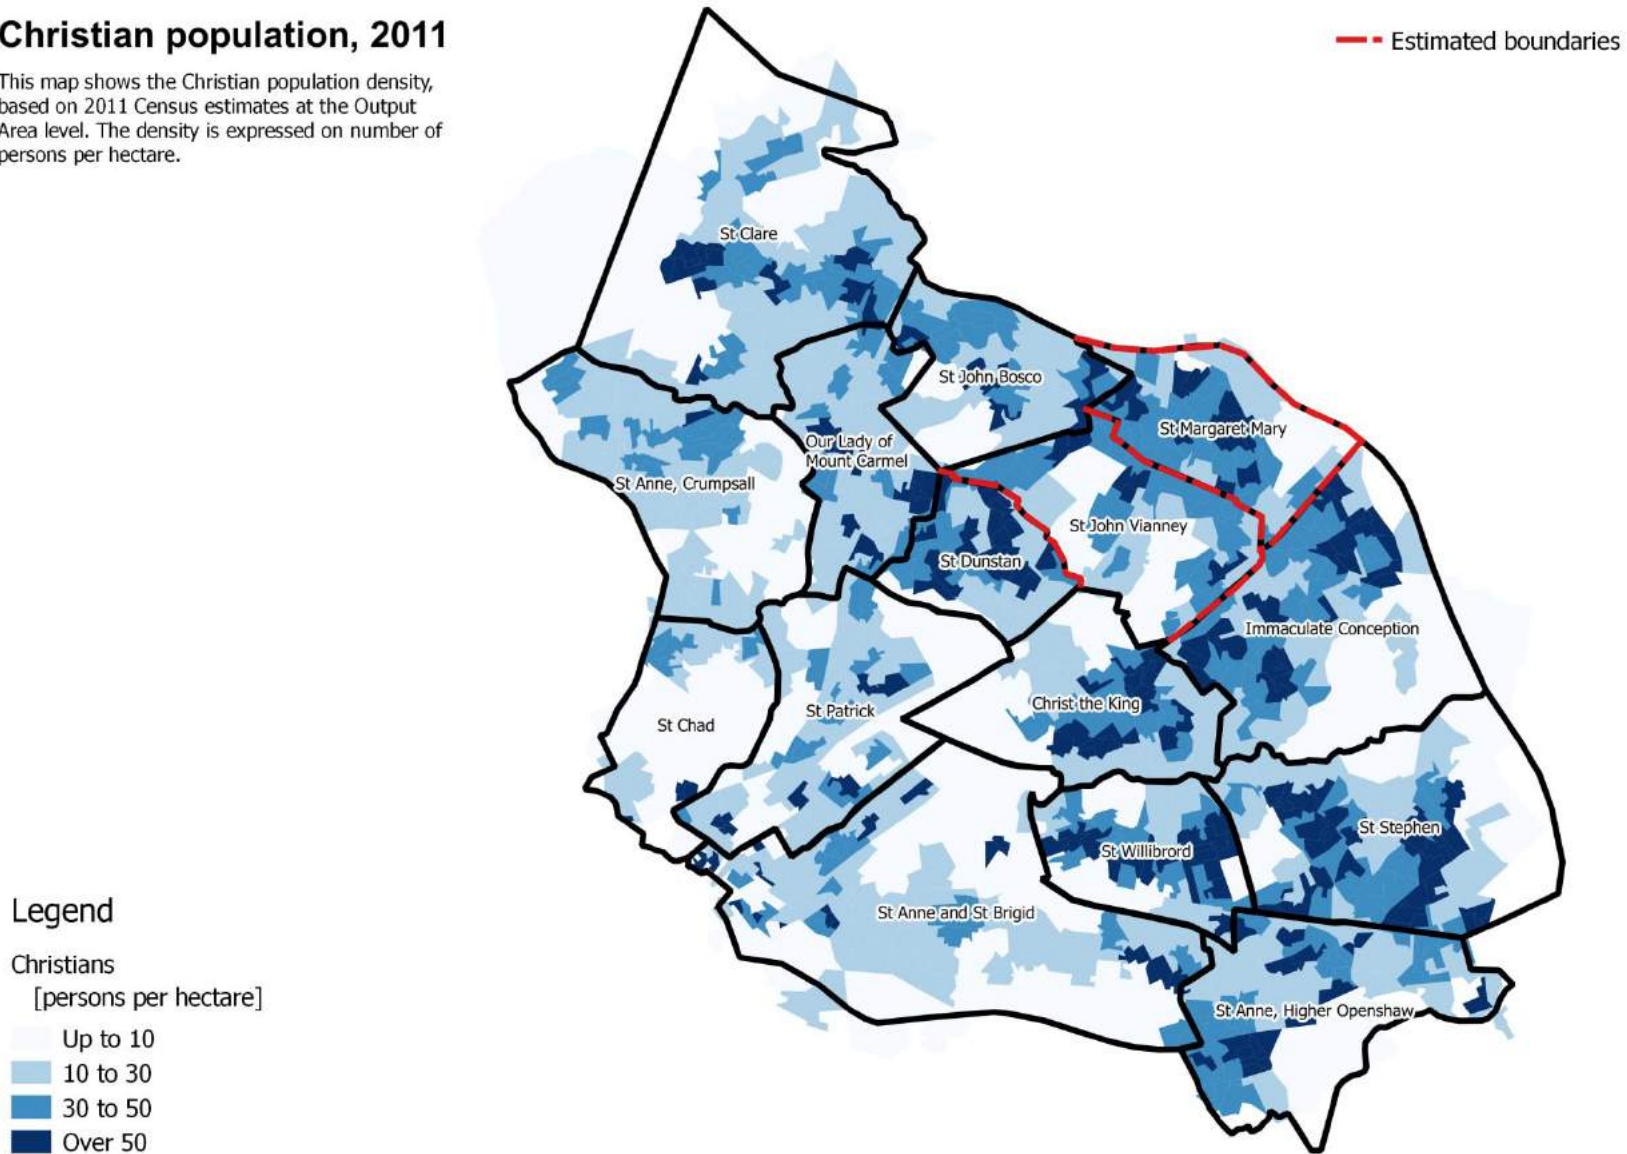 Christian population, 2011
This map shows the Christian population density,
based on 2011 Census estimates at the Output
Area level. The density is expressed on number of
persons per hectare.
Estimated boundaries
St Clare
St John Bosco
St Margaret Mary
Our Lady of
Mount Carmel
St Anne, Crumpsall
St John Vianney
St Dunstan
Immaculate Conception
Christ the King
St Patrick
St Chad
St Stephen
St Willibrord
St Anne and St Brigid
St Anne, Higher Openshaw
Legend
Christians
[persons per hectare]
Up to 10
10 to 30
30 to 50
Over 50